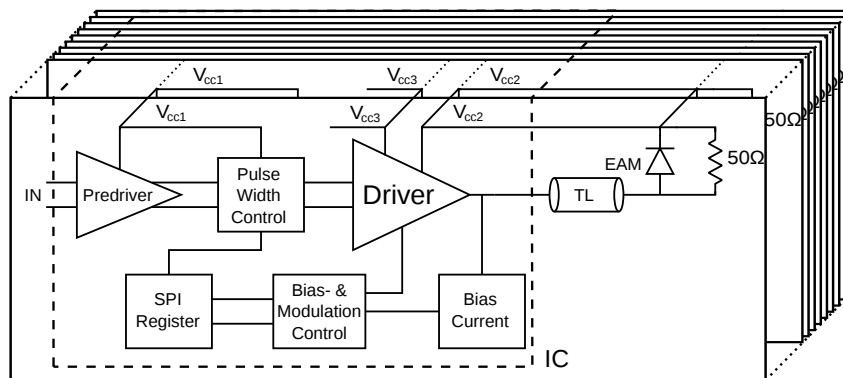 Vcc1
Vcc3
Vcc2
Vcc1
Vcc3
Vcc2
50Ω
IN
Predriver
Pulse
Width
Control
Driver
TL
EAM
50Ω
SPI
Register
Bias- &
Modulation
Control
Bias
Current
IC